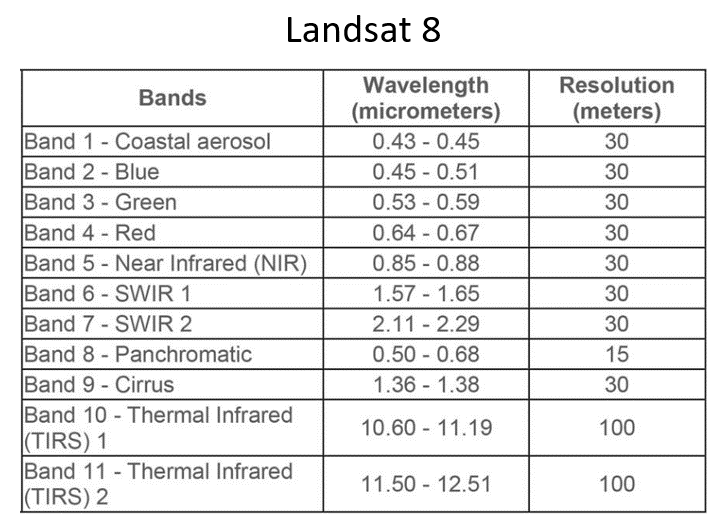 Landsat 8
Bands Wavelength (micrometers) Resolution (meters)
Band 1 - Coastal aerosol 0.43 - 0.45 30
Band 2 - Blue 0.45 - 0.51 30
Band 3 - Green 0.53 - 0.59 30
Band 4 - Red 0.64 - 0.67 30
Band 5 - Near Infrared (NIR) 0.85 - 0.88 30
Band 6 - SWIR 1 1.57 - 1.65 30
Band 7 - SWIR 2 2.11 - 2.29 30
Band 8 - Panchromatic 0.50 - 0.68 15
Band 9 - Cirrus 1.36 - 1.38 30
Band 10 - Thermal Infrared (TIRS) 1 10.60 - 11.19 100
Band 11 - Thermal Infrared (TIRS) 2 11.50 - 12.51 100